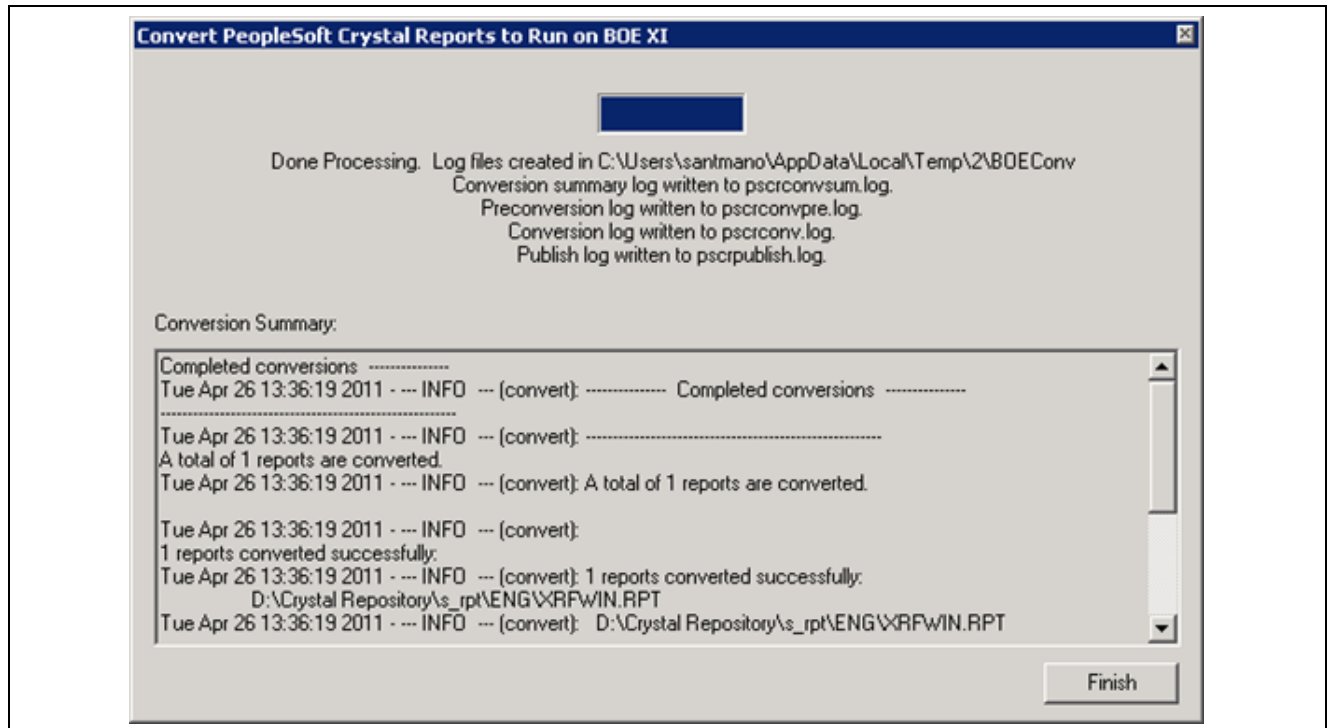 Convert PeopleSoft Crystal Reports to Run on BOE XI
Done Processing. Log files created in C:\Users\santmano\AppData\Local\Temp\2\BOEConv
Conversion summary log written to pscrconvsum.log.
Preconversion log written to pscrconvpre.log.
Conversion log written to pscrconv.log.
Publish log written to pscrpublish.log.
Conversion Summary:
Completed conversions ---------------
Tue Apr 26 13:36:19 2011 - --- INFO --- (convert): --------------- Completed conversions ---------------
-------------------------------------------------------
Tue Apr 26 13:36:19 2011 - --- INFO --- (convert): -------------------------------------------------------
A total of 1 reports are converted.
Tue Apr 26 13:36:19 2011 - --- INFO --- (convert): A total of 1 reports are converted.
Tue Apr 26 13:36:19 2011 - --- INFO --- (convert):
1 reports converted successfully:
Tue Apr 26 13:36:19 2011 - --- INFO --- (convert): 1 reports converted successfully:
D:\Crystal Repository\s_rpt\ENG\XRFWIN.RPT
Tue Apr 26 13:36:19 2011 - --- INFO --- (convert): D:\Crystal Repository\s_rpt\ENG\XRFWIN.RPT
Finish